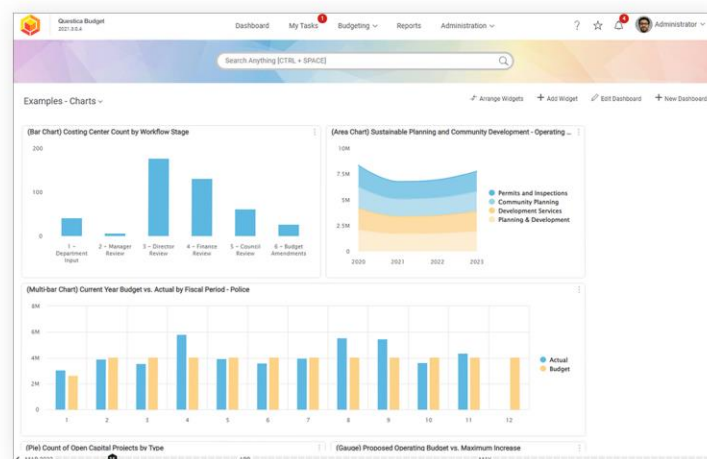 Questica Budget
2021.3.0.4
Dashboard
My Tasks
1
Budgeting
Reports
Administration
?
4
Administrator
Search Anything [CTRL + SPACE]
Examples - Charts
Arrange Widgets
+ Add Widget
Edit Dashboard
+ New Dashboard
(Bar Chart) Costing Center Count by Workflow Stage
200
100
0
1 - Department Input
2 - Manager Review
3 - Director Review
4 - Finance Review
5 - Council Review
6 - Budget Amendments
(Area Chart) Sustainable Planning and Community Development - Operating ...
10M
7.5M
5M
2.5M
0
2020 2021 2022 2023
Permits and Inspections
Community Planning
Development Services
Planning & Development
(Multi-bar Chart) Current Year Budget vs. Actual by Fiscal Period - Police
8M
6M
4M
2M
0
1 2 3 4 5 6 7 8 9 10 11 12
Actual
Budget
(Pie) Count of Open Capital Projects by Type
(Gauge) Proposed Operating Budget vs. Maximum Increase